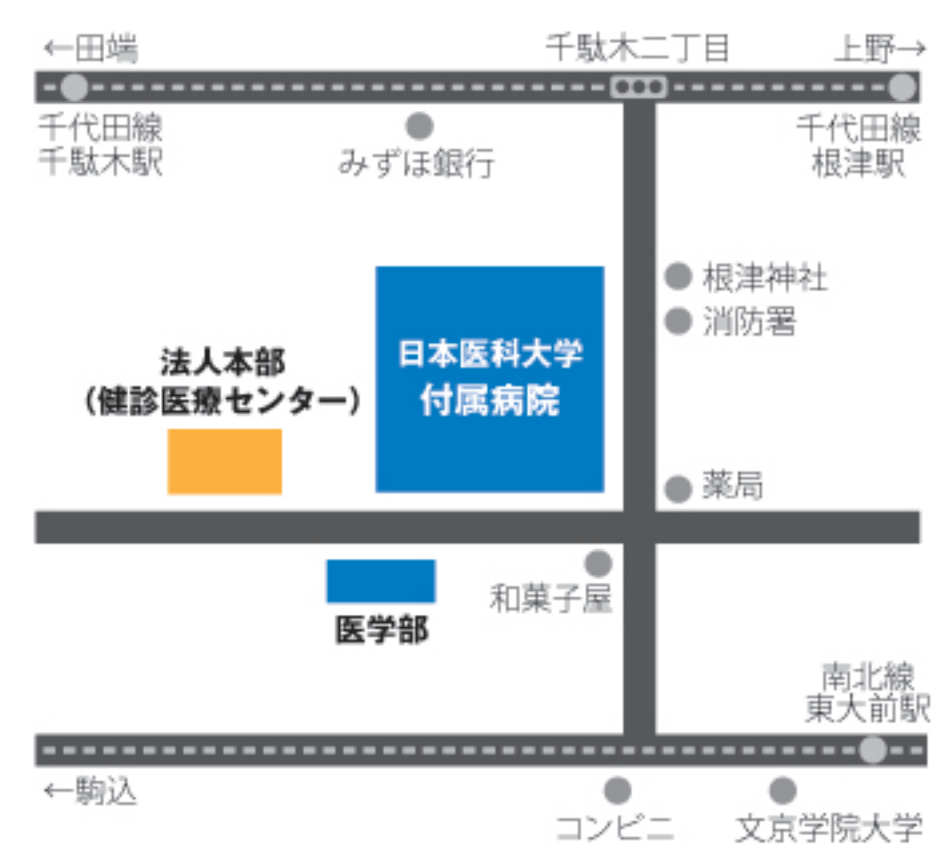 ←田端
千駄木二丁目
上野→
千代田線
千駄木駅
みずほ銀行
千代田線
根津駅
根津神社
消防署
日本医科大学
付属病院
法人本部
（健診医療センター）
薬局
和菓子屋
医学部
南北線
東大前駅
←駒込
コンビニ
文京学院大学